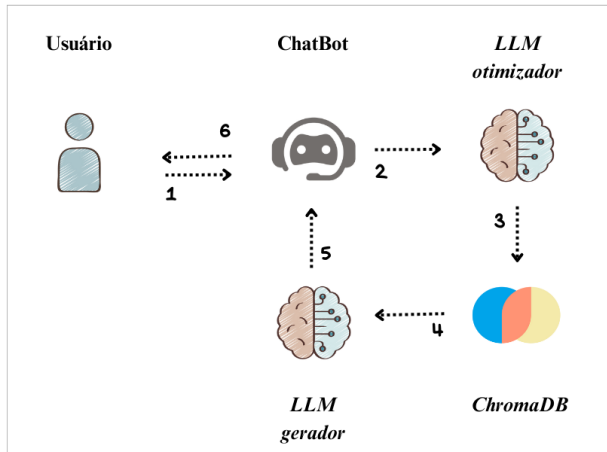 Usuário
ChatBot
LLM
otimizador
6
1
2
3
5
4
LLM
gerador
ChromaDB